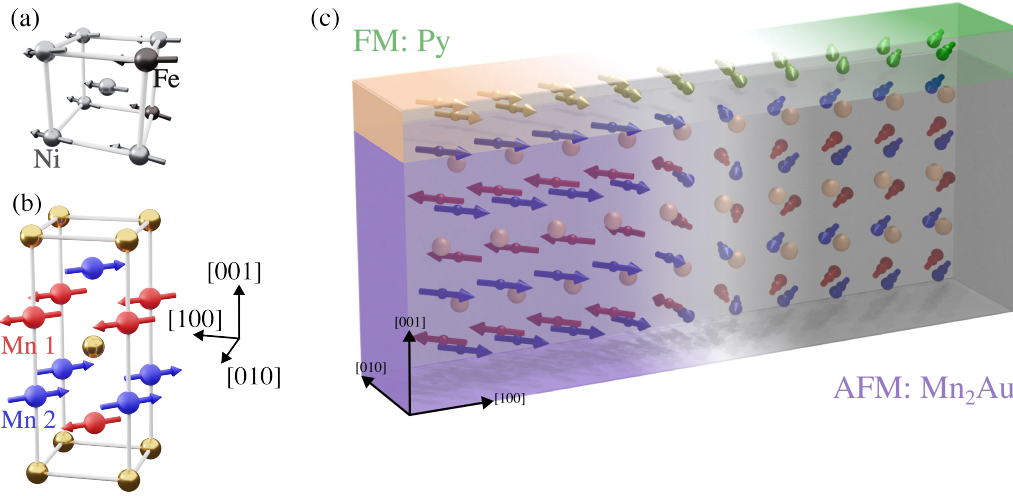 (a)
Fe
Ni
(b)
[001]
[100]
[010]
Mn 1
Mn 2
(c)
FM: Py
[001]
[010]
[100]
AFM: Mn₂Au